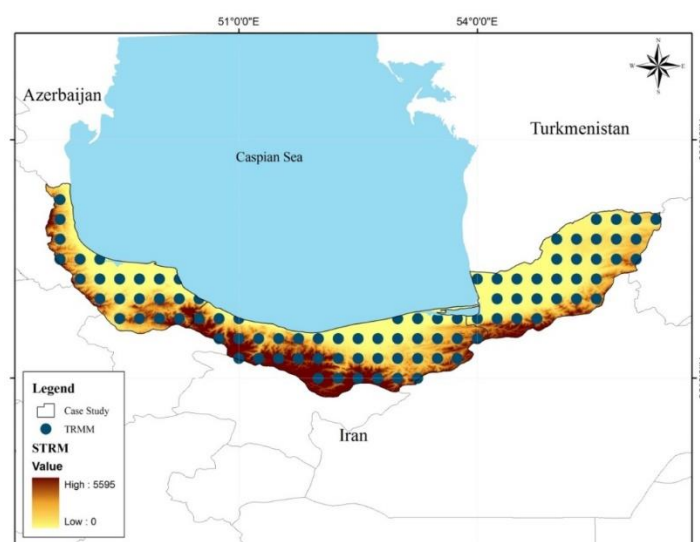 51°0'0"E 54°0'0"E
N
W E
S
Azerbaijan
Turkmenistan
Caspian Sea
Iran
Legend
Case Study
TRMM
STRM
Value
High : 5595
Low : 0